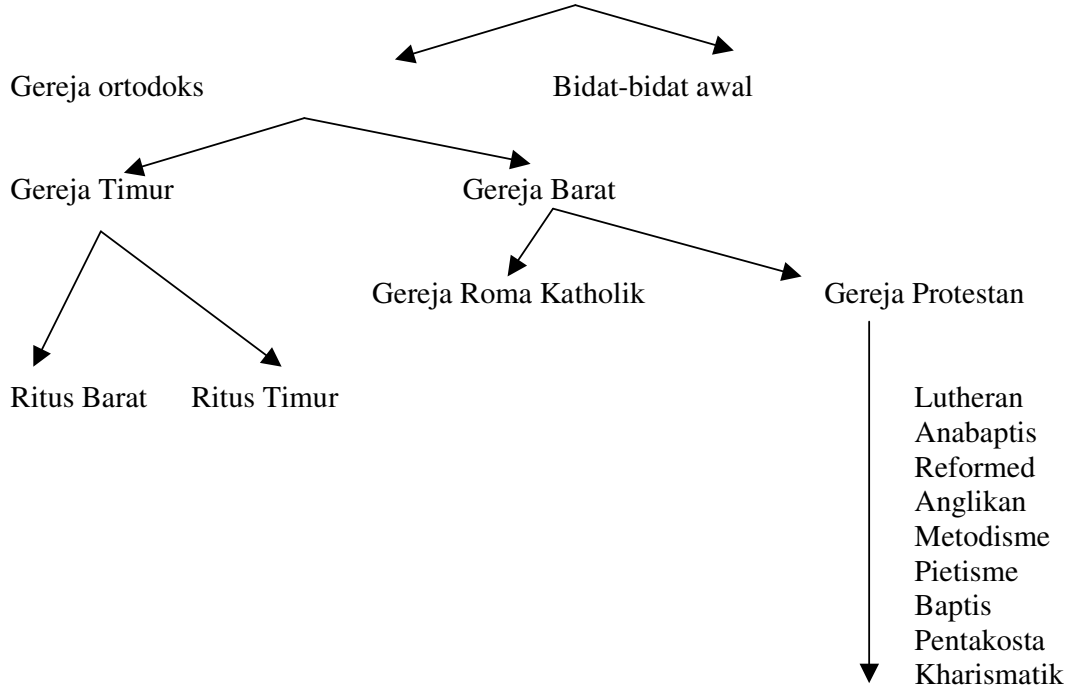 Gereja ortodoks Bidat-bidat awal
Gereja Timur Gereja Barat
Gereja Roma Katholik Gereja Protestan
Ritus Barat Ritus Timur Lutheran
Anabaptis
Reformed
Anglikan
Metodisme
Pietisme
Baptis
Pentakosta
Kharismatik